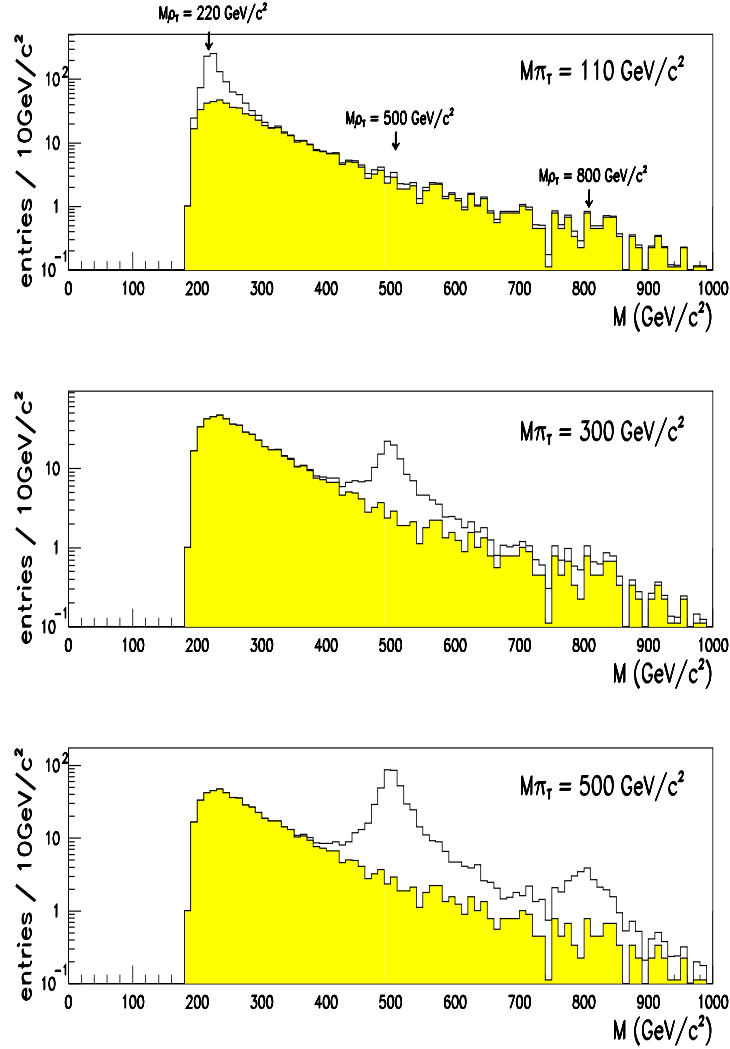 Mρ_T = 220 GeV/c²
Mπ_T = 110 GeV/c²
Mρ_T = 500 GeV/c²
Mρ_T = 800 GeV/c²
entries / 10GeV/c²
10²
10
1
10⁻¹
0 100 200 300 400 500 600 700 800 900 1000
M (GeV/c²)
Mπ_T = 300 GeV/c²
entries / 10GeV/c²
10
1
10⁻¹
0 100 200 300 400 500 600 700 800 900 1000
M (GeV/c²)
Mπ_T = 500 GeV/c²
entries / 10GeV/c²
10²
10
1
10⁻¹
0 100 200 300 400 500 600 700 800 900 1000
M (GeV/c²)